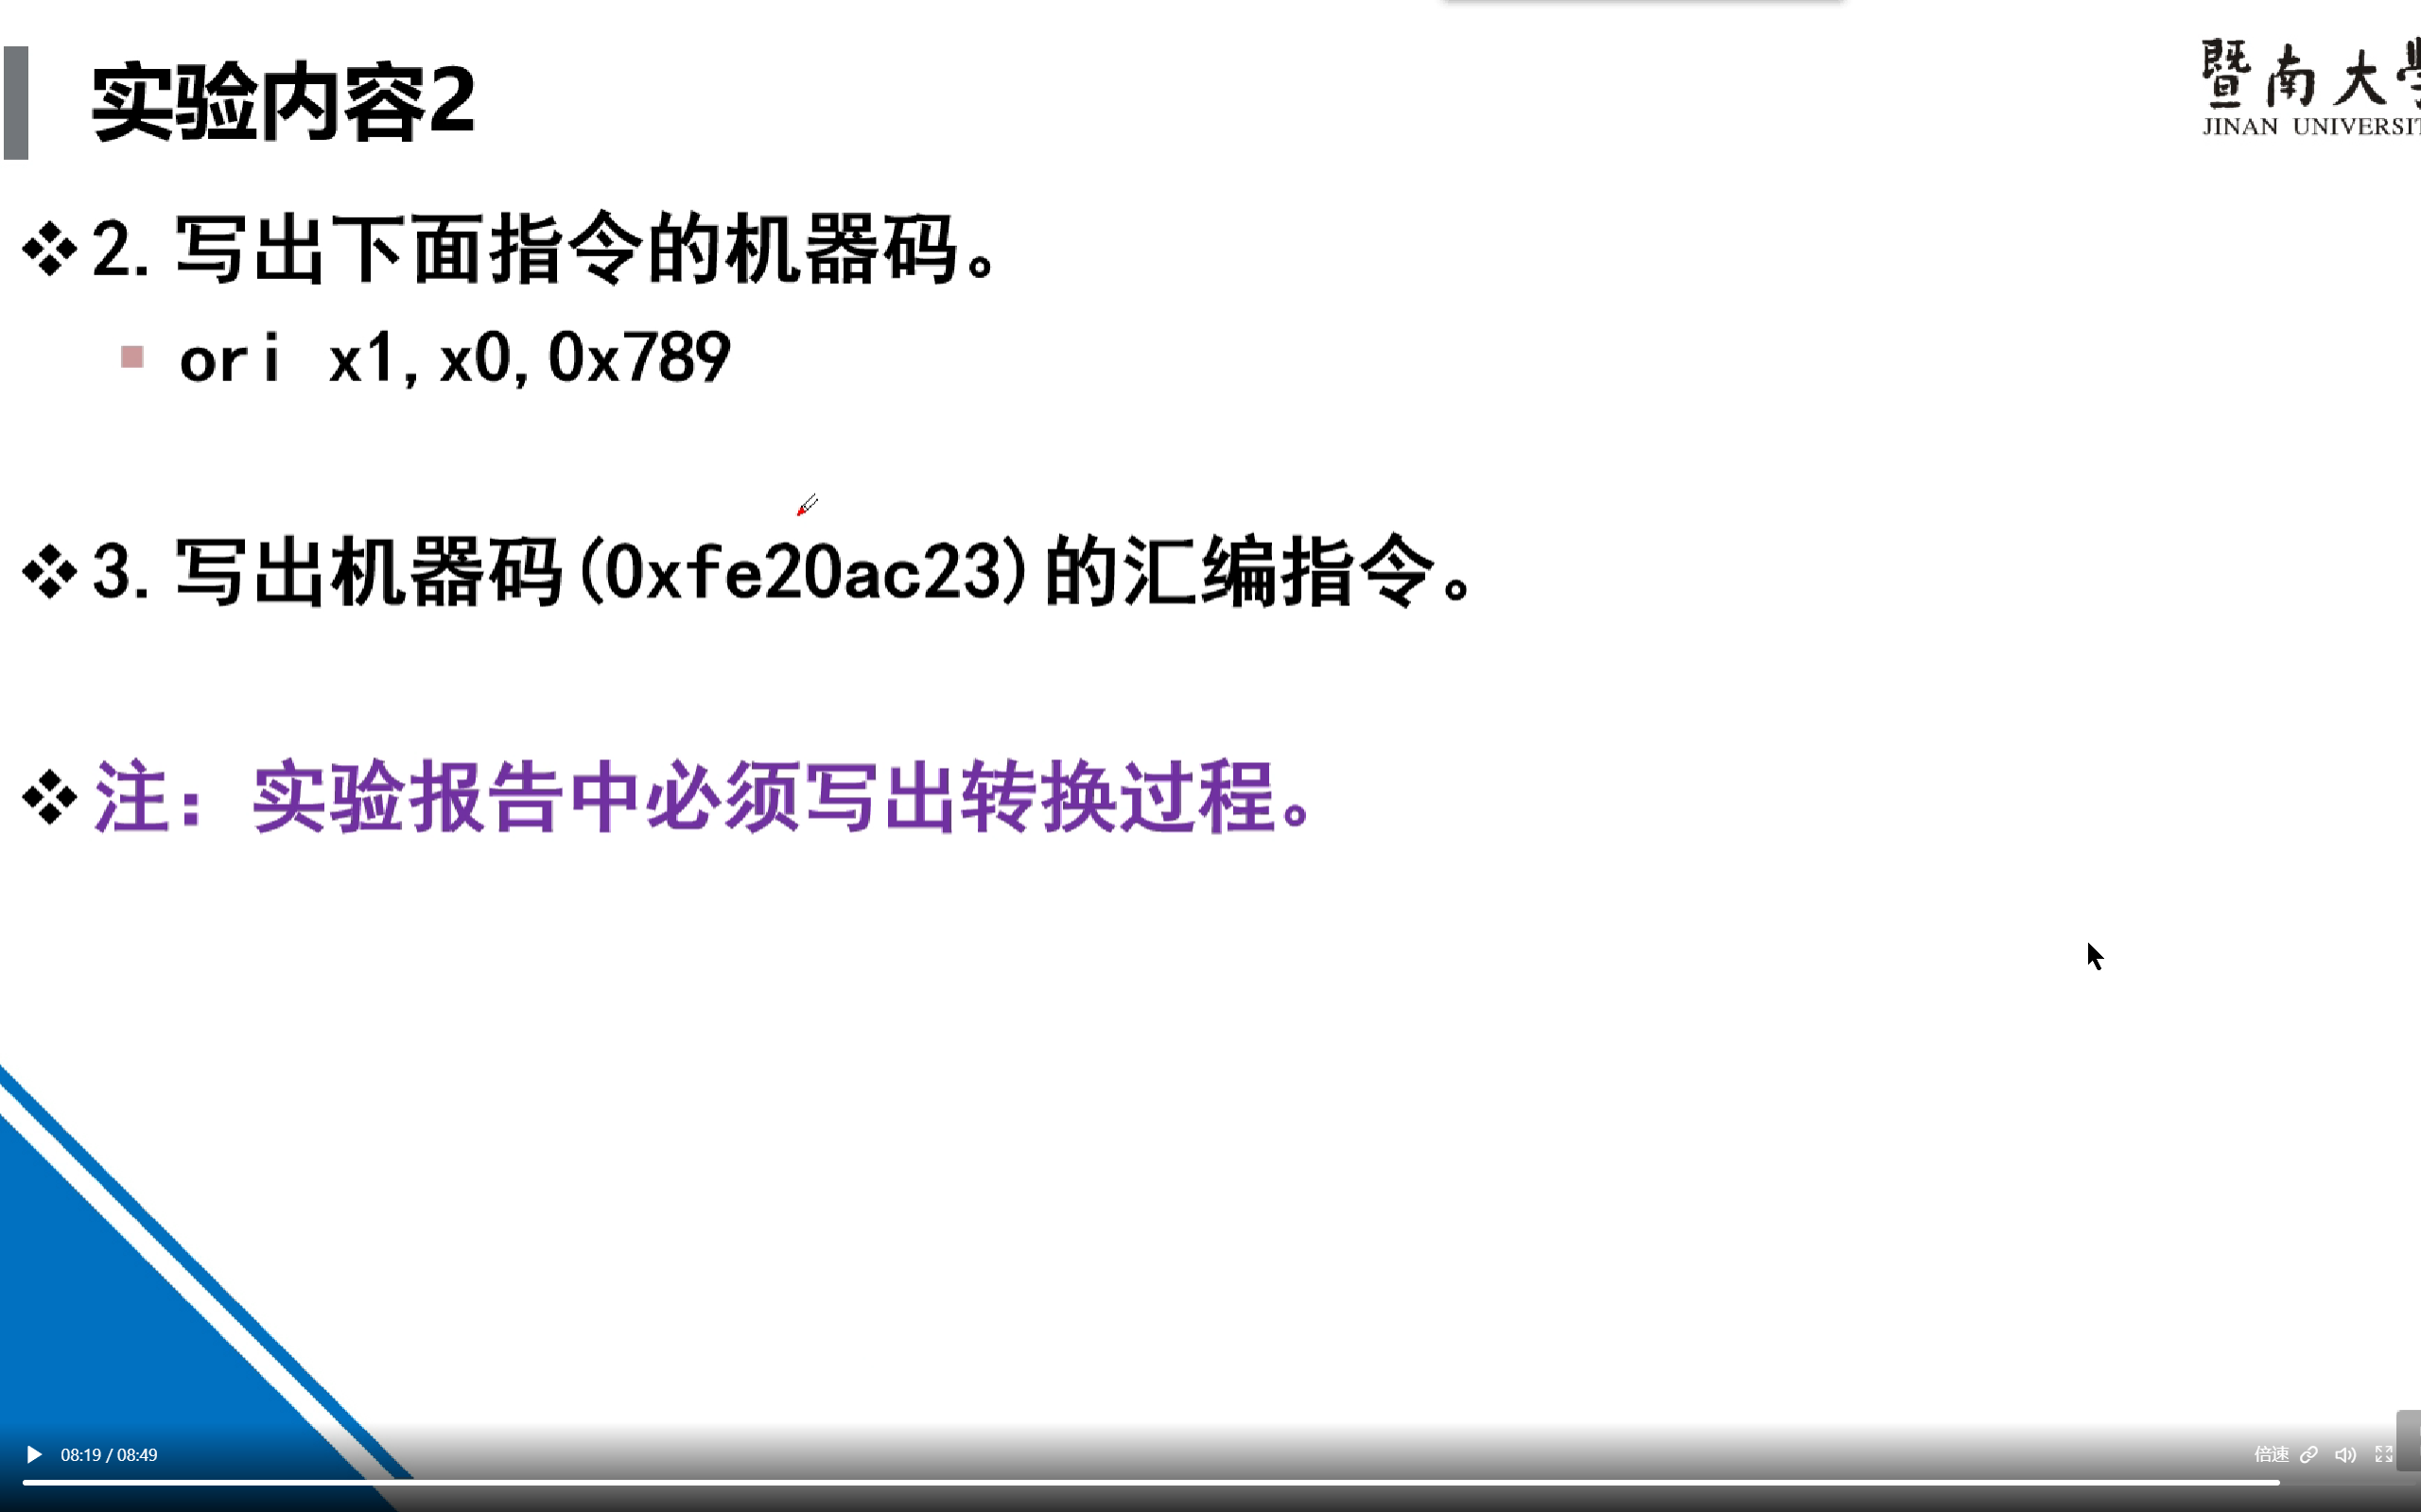 实验内容2
暨南大
JINAN UNIVERSIT
❖2. 写出下面指令的机器码。
■ ori x1,x0,0x789
❖3. 写出机器码(0xfe20ac23)的汇编指令。
❖注：实验报告中必须写出转换过程。
08:19 / 08:49
倍速